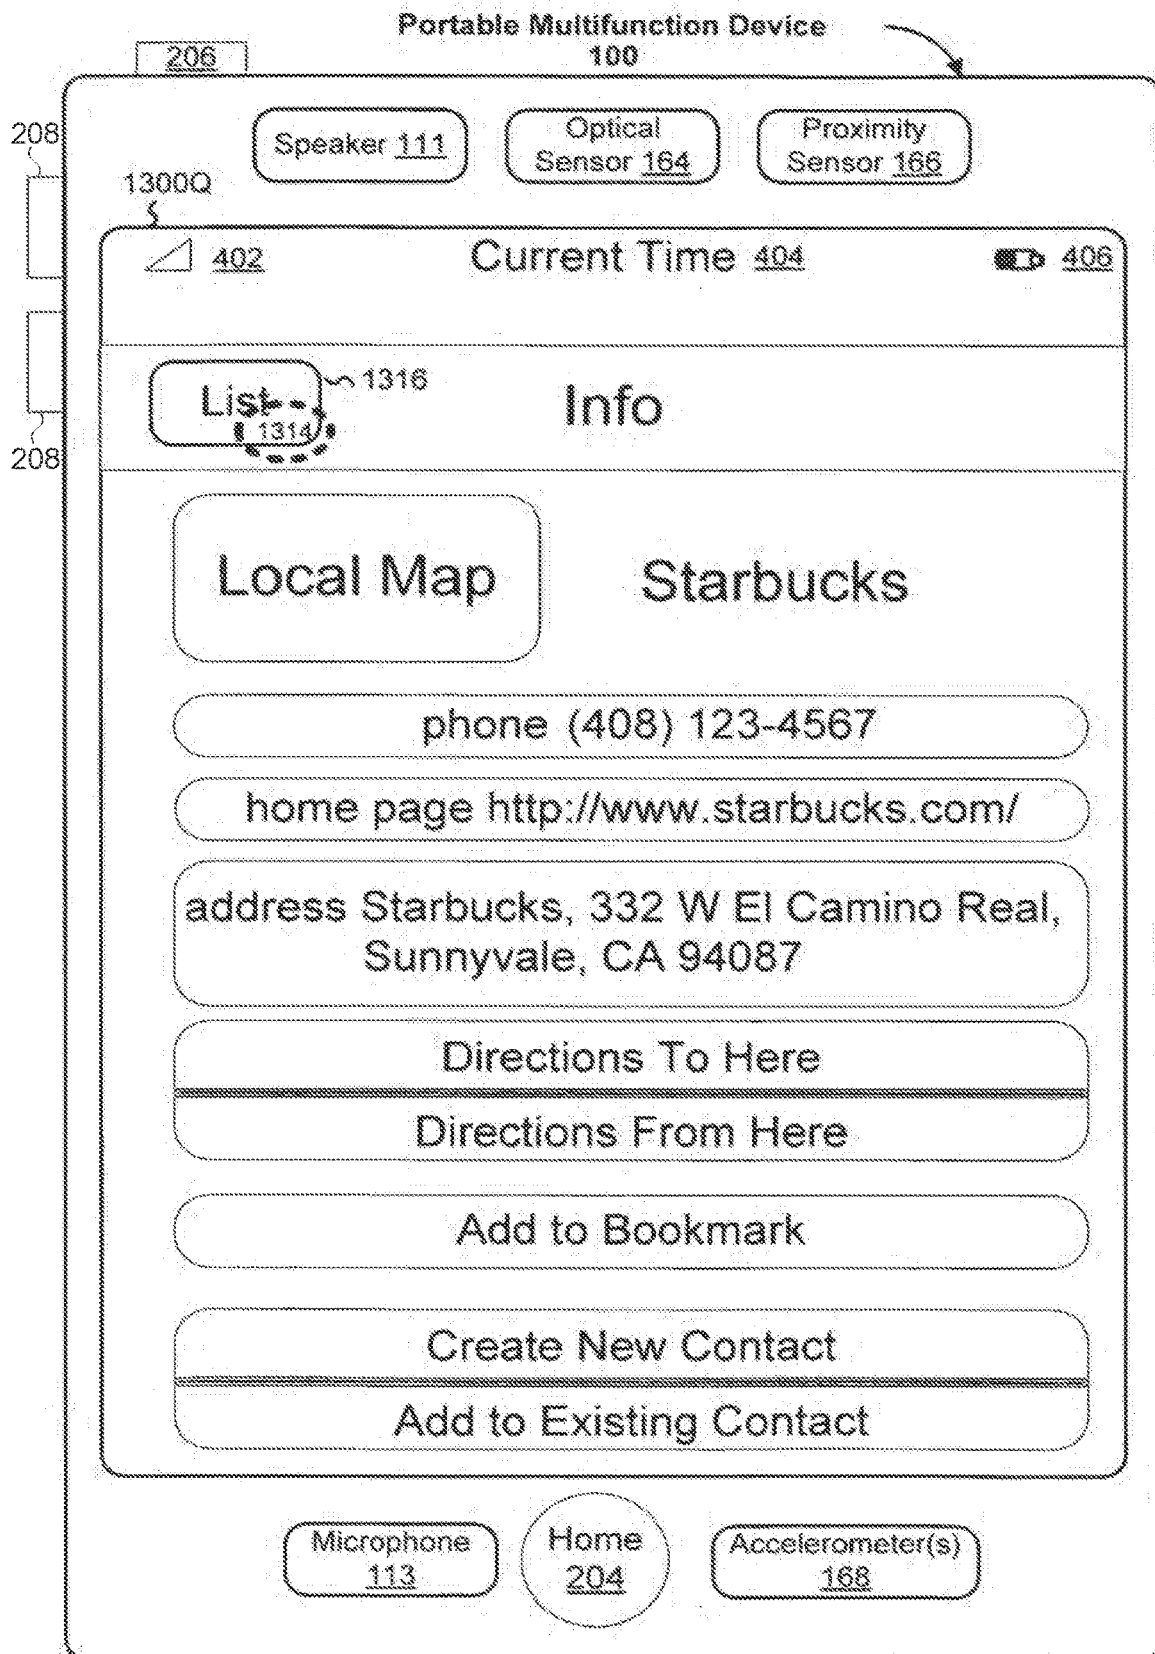 Portable Multifunction Device
100
206
208
Speaker 111
Optical
Sensor 164
Proximity
Sensor 166
1300Q
402
Current Time 404
406
List
1316
1314
Info
208
Local Map
Starbucks
phone (408) 123-4567
home page http://www.starbucks.com/
address Starbucks, 332 W El Camino Real,
Sunnyvale, CA 94087
Directions To Here
Directions From Here
Add to Bookmark
Create New Contact
Add to Existing Contact
Microphone
113
Home
204
Accelerometer(s)
168